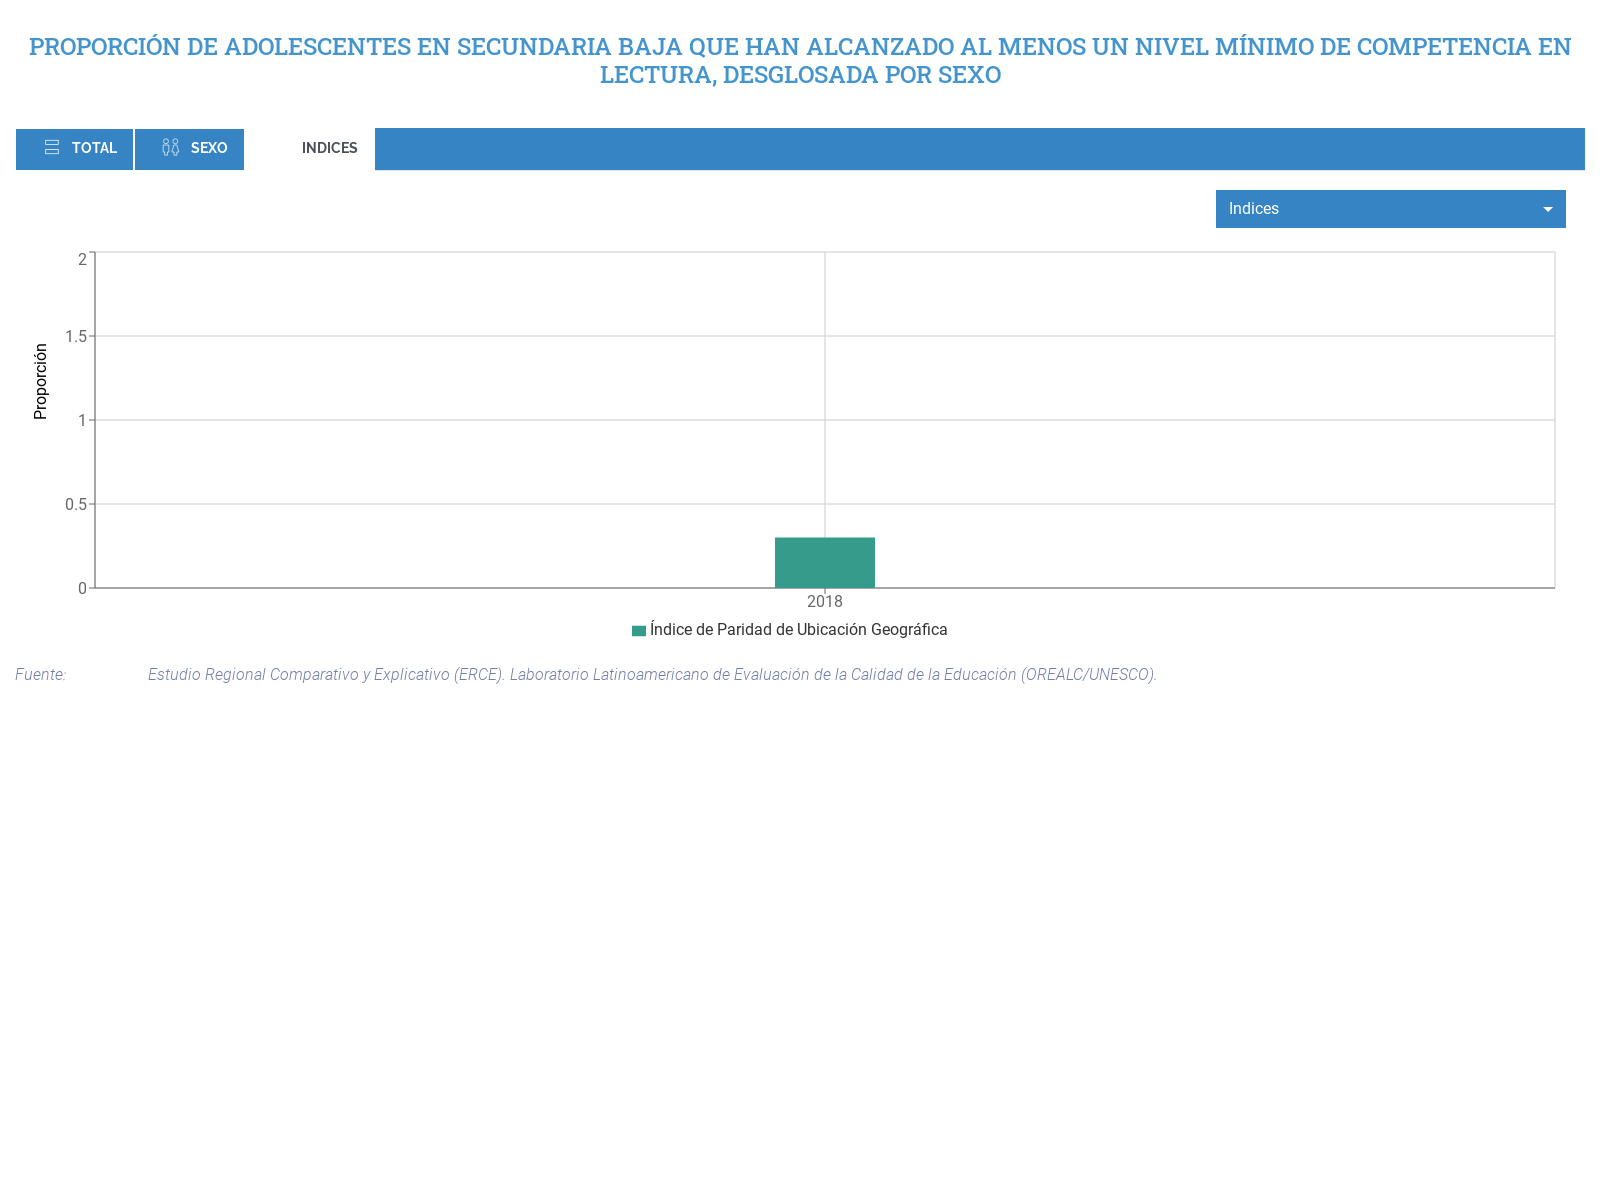 PROPORCIÓN DE ADOLESCENTES EN SECUNDARIA BAJA QUE HAN ALCANZADO AL MENOS UN NIVEL MÍNIMO DE COMPETENCIA EN
LECTURA, DESGLOSADA POR SEXO
TOTAL
SEXO
INDICES
Indices
Proporción
2
1.5
1
0.5
0
2018
Índice de Paridad de Ubicación Geográfica
Fuente: Estudio Regional Comparativo y Explicativo (ERCE). Laboratorio Latinoamericano de Evaluación de la Calidad de la Educación (OREALC/UNESCO).